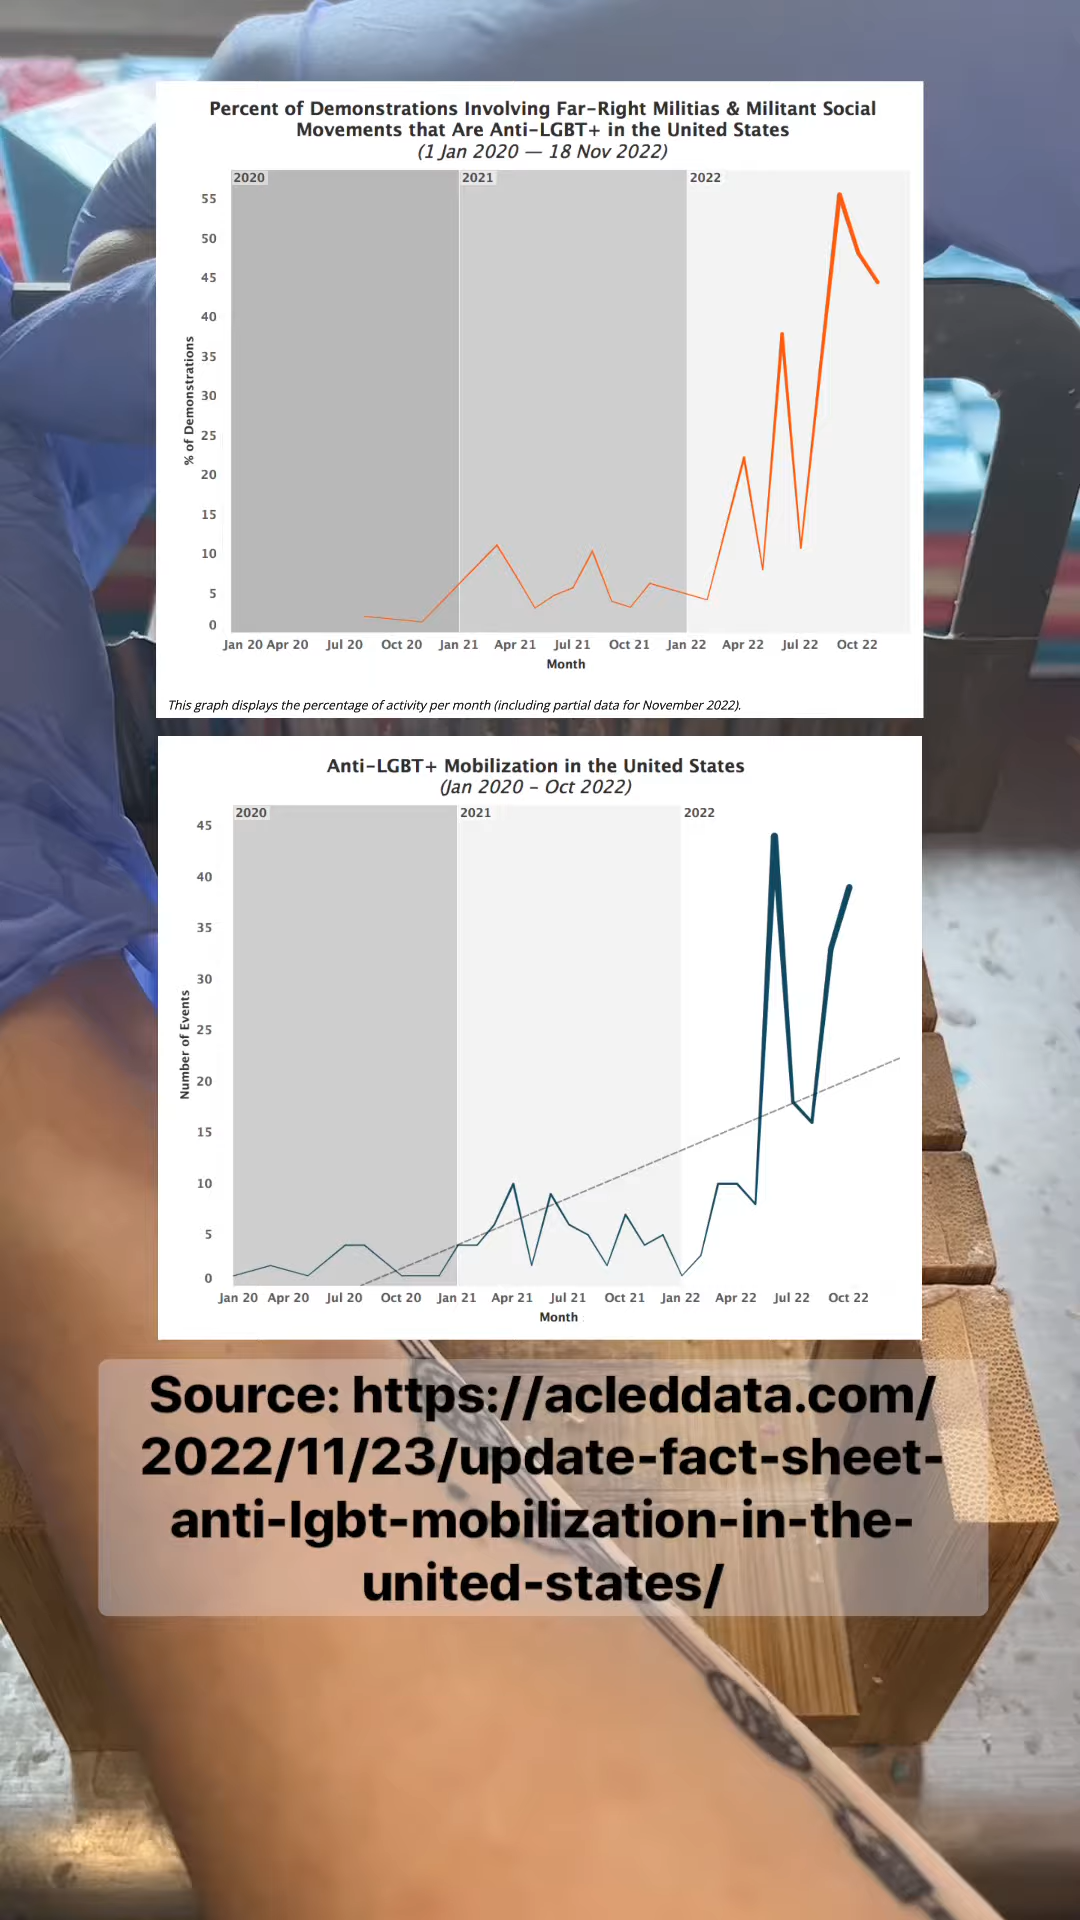 Percent of Demonstrations Involving Far-Right Militias & Militant Social
Movements that Are Anti-LGBT+ in the United States
(1 Jan 2020 — 18 Nov 2022)
2020
2021
2022
55
50
45
40
35
30
25
20
15
10
5
0
% of Demonstrations
Jan 20 Apr 20 Jul 20 Oct 20 Jan 21 Apr 21 Jul 21 Oct 21 Jan 22 Apr 22 Jul 22 Oct 22
Month
This graph displays the percentage of activity per month (including partial data for November 2022).
Anti-LGBT+ Mobilization in the United States
(Jan 2020 – Oct 2022)
2020
2021
2022
45
40
35
30
25
20
15
10
5
0
Number of Events
Jan 20 Apr 20 Jul 20 Oct 20 Jan 21 Apr 21 Jul 21 Oct 21 Jan 22 Apr 22 Jul 22 Oct 22
Month
Source: https://acleddata.com/
2022/11/23/update-fact-sheet-
anti-lgbt-mobilization-in-the-
united-states/